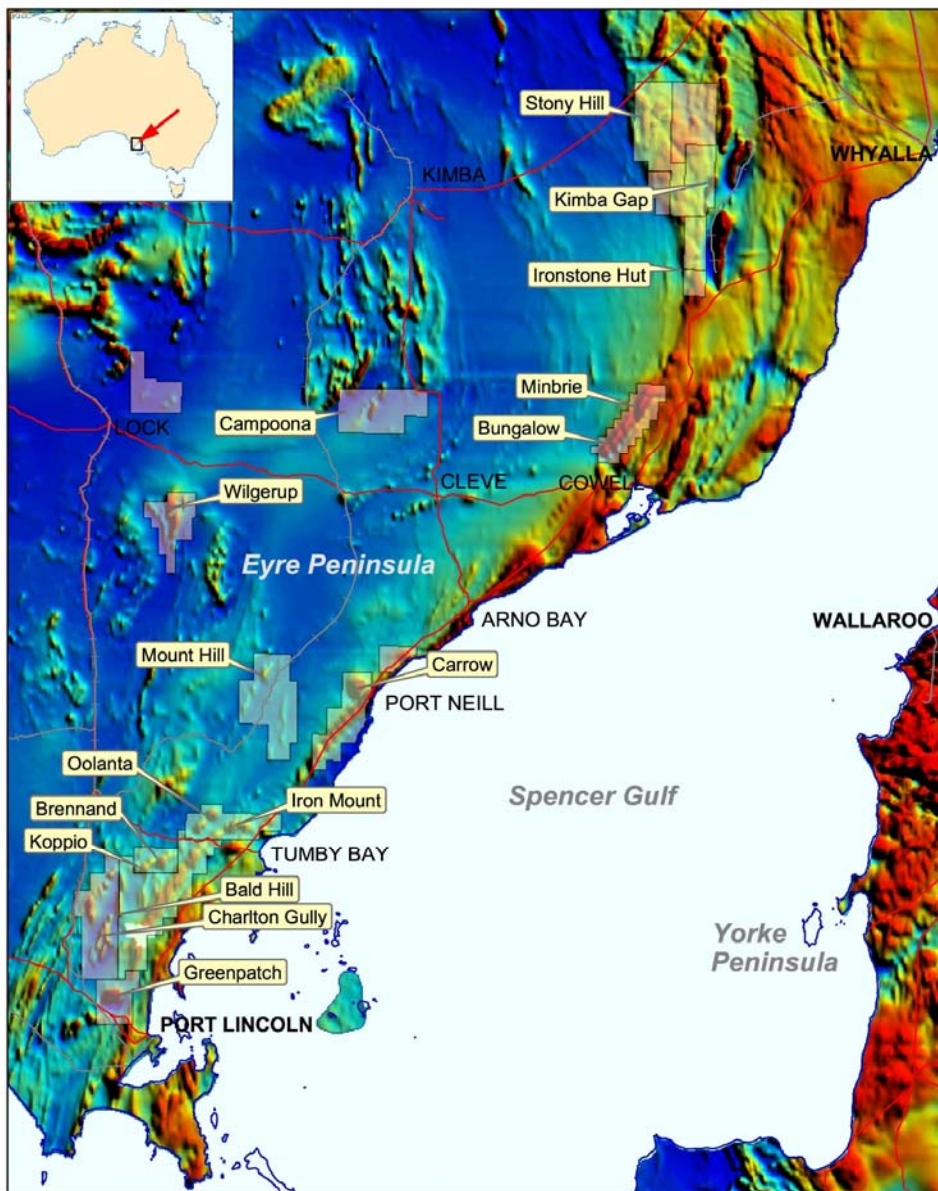 Stony Hill
WHYALLA
KIMBA
Kimba Gap
Ironstone Hut
Minbrie
Campoona
Bungalow
LOCK
CLEVE
COWELL
Wilgerup
Eyre Peninsula
ARNO BAY
WALLAROO
Mount Hill
Carrow
PORT NEILL
Oolanta
Iron Mount
Spencer Gulf
Brennand
Koppio
TUMBY BAY
Bald Hill
Charlton Gully
Yorke
Peninsula
Greenpatch
PORT LINCOLN